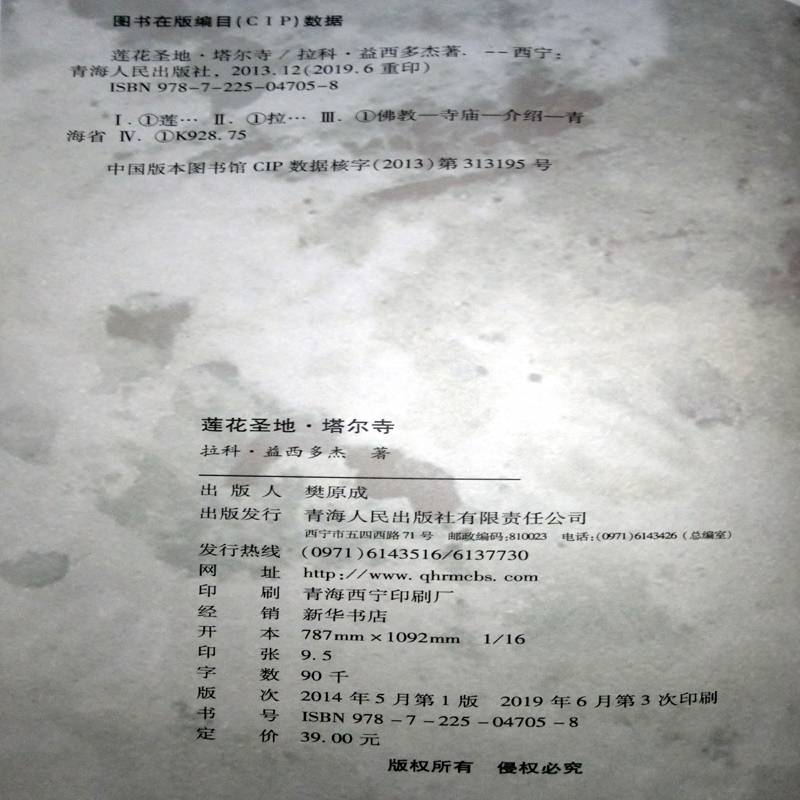 图书在版编目(CIP)数据
莲花圣地·塔尔寺/拉科·益西多杰著. --西宁:
青海人民出版社, 2013.12(2019.6重印)
ISBN 978-7-225-04705-8
Ⅰ. ①莲… Ⅱ. ①拉… Ⅲ. ①佛教—寺庙—介绍—青
海省 Ⅳ. ①K928.75
中国版本图书馆CIP数据核字(2013)第313195号
莲花圣地·塔尔寺
拉科·益西多杰 著
出版人 樊原成
出版发行 青海人民出版社有限责任公司
西宁市五四西路71号 邮政编码:810023 电话:(0971)6143426(总编室)
发行热线 (0971)6143516/6137730
网址 http://www.qhrmcbs.com
印刷 青海西宁印刷厂
经销 新华书店
开本 787mm×1092mm 1/16
印张 9.5
字数 90千
版次 2014年5月第1版 2019年6月第3次印刷
书号 ISBN 978-7-225-04705-8
定价 39.00元
版权所有 侵权必究